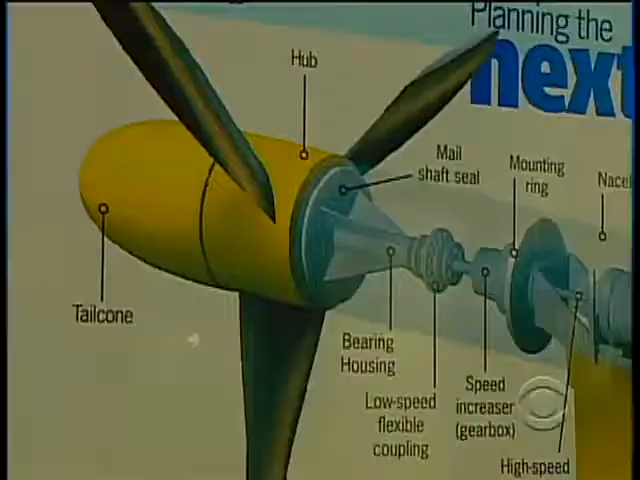 Planning the
next
Hub
Mail
shaft seal
Mounting
ring
Tailcone
Bearing
Housing
Low-speed
flexible
coupling
Speed
increaser
(gearbox)
High-speed